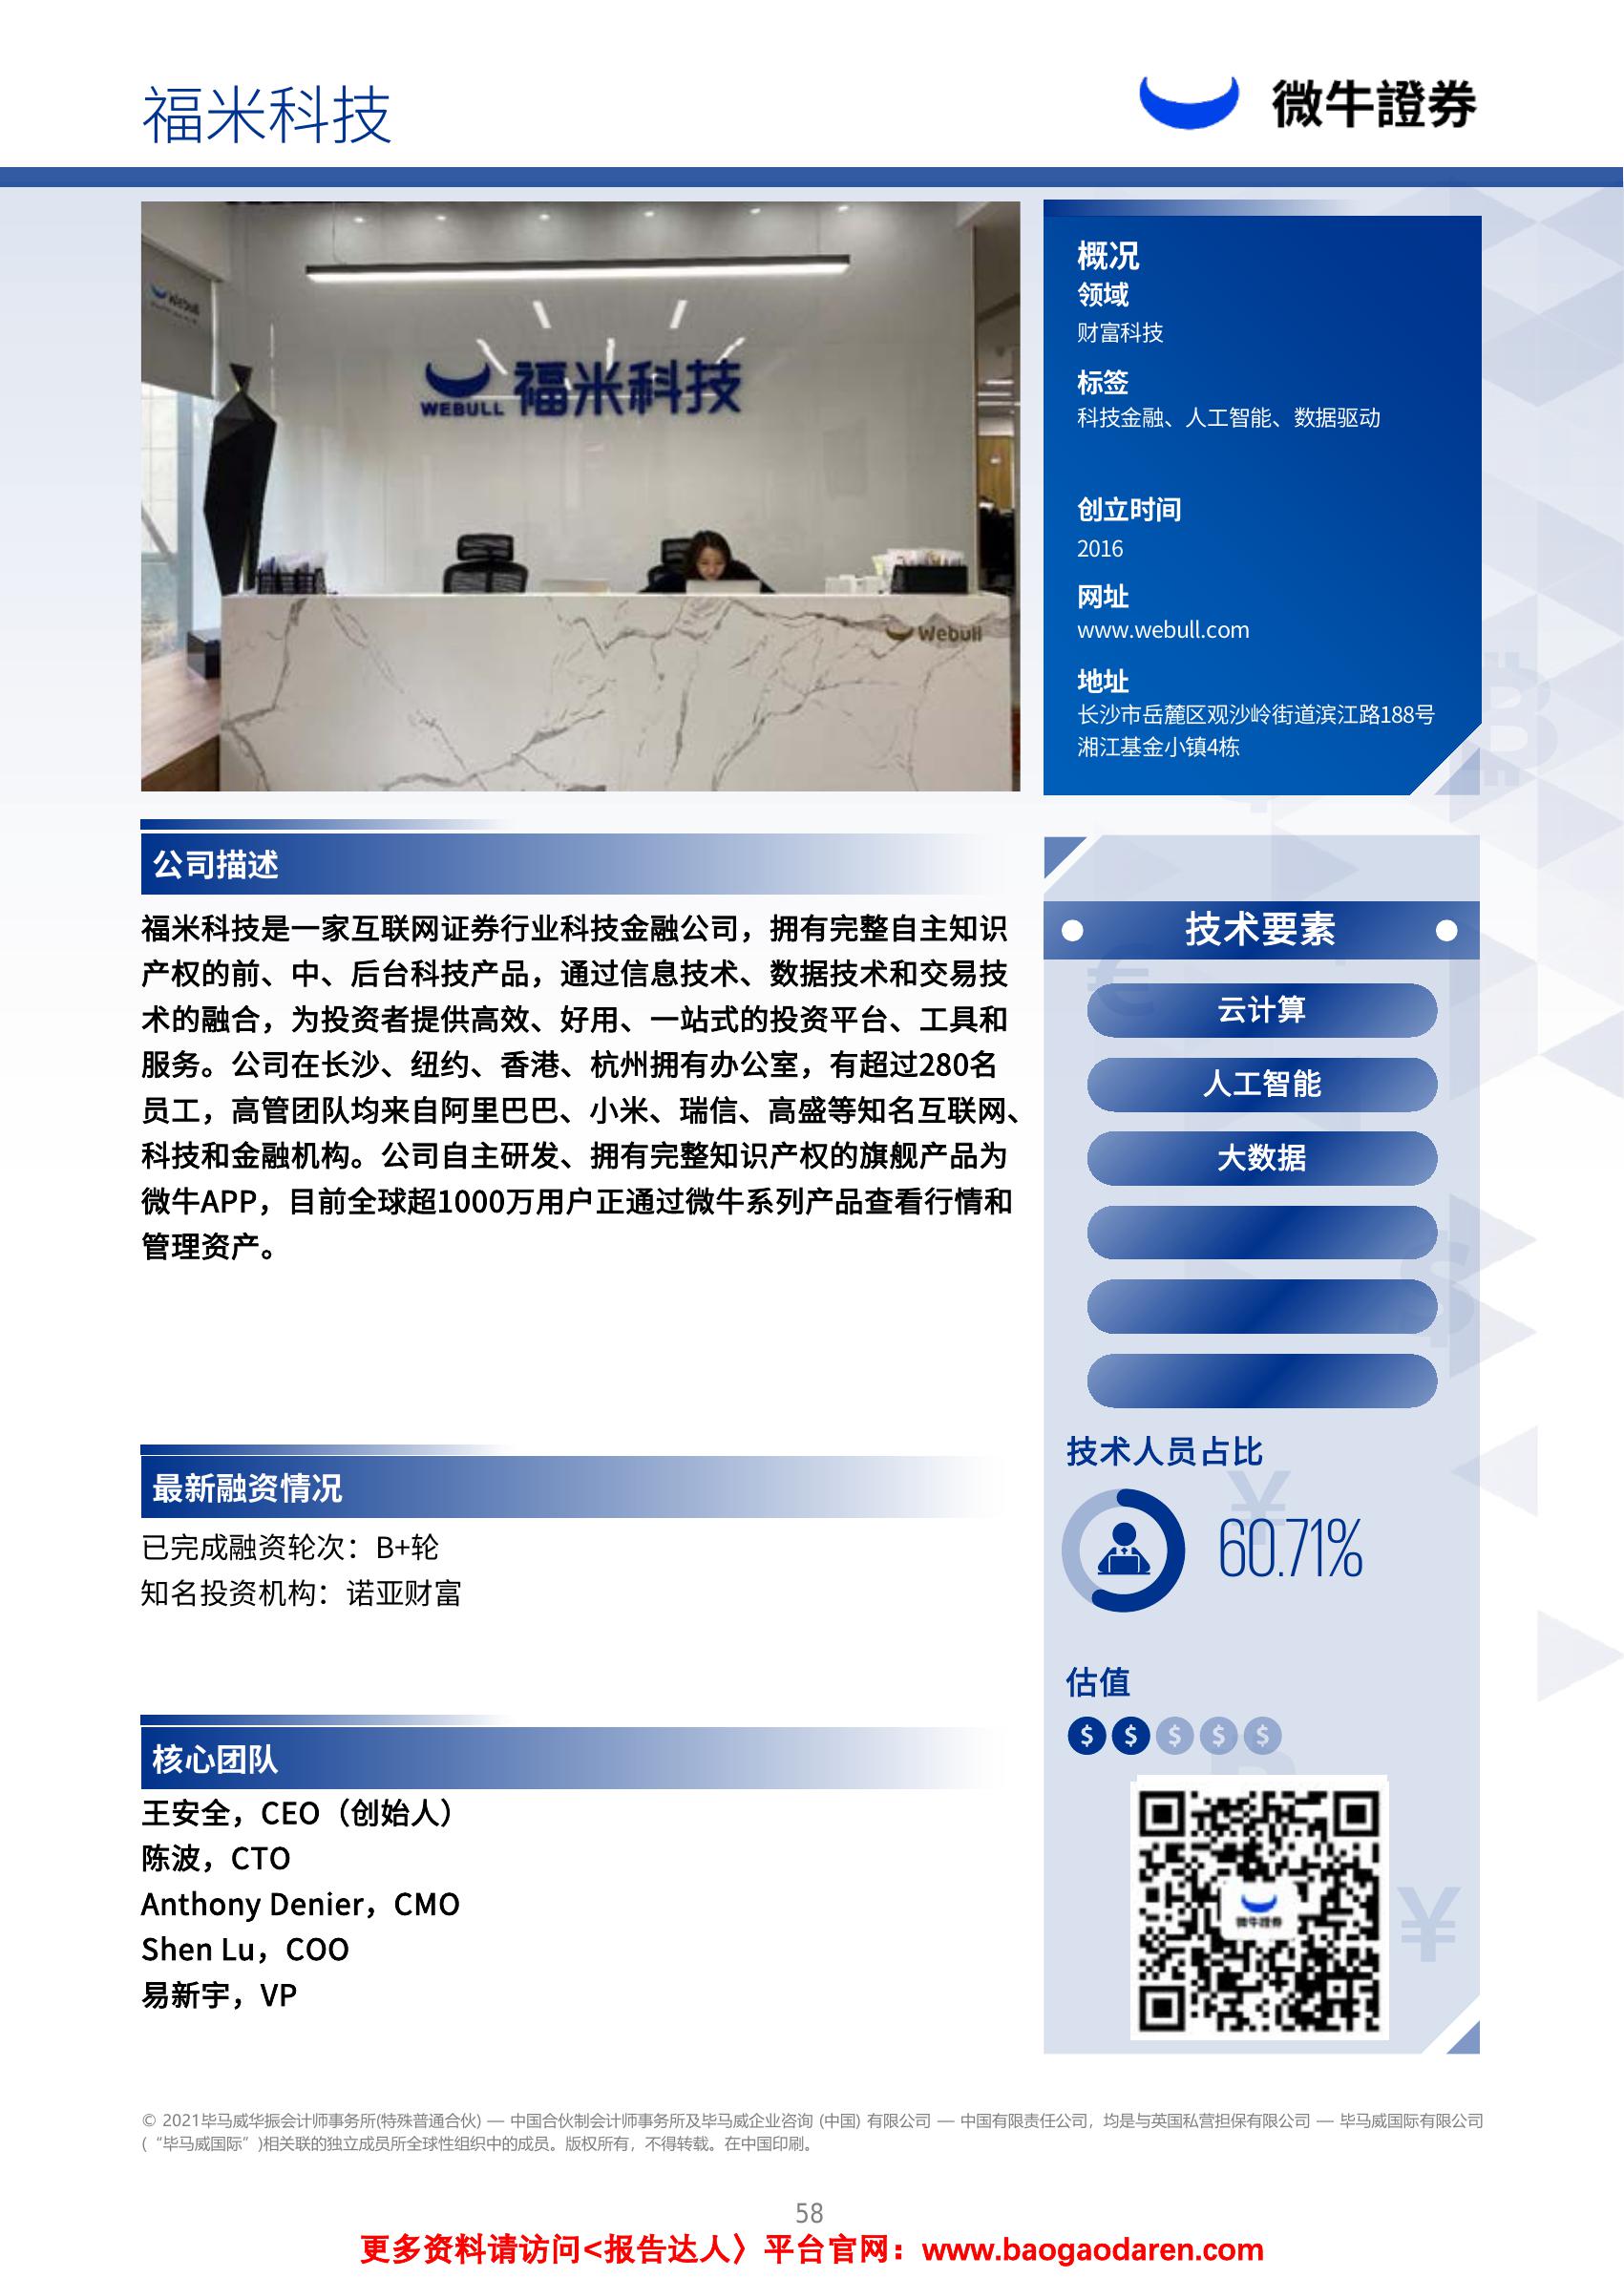 福米科技
微牛證券
Webull
WEBULL 福米科技
Webull
概况
领域
财富科技
标签
科技金融、人工智能、数据驱动
创立时间
2016
网址
www.webull.com
地址
长沙市岳麓区观沙岭街道滨江路188号
湘江基金小镇4栋
公司描述
福米科技是一家互联网证券行业科技金融公司，拥有完整自主知识
产权的前、中、后台科技产品，通过信息技术、数据技术和交易技
术的融合，为投资者提供高效、好用、一站式的投资平台、工具和
服务。公司在长沙、纽约、香港、杭州拥有办公室，有超过280名
员工，高管团队均来自阿里巴巴、小米、瑞信、高盛等知名互联网、
科技和金融机构。公司自主研发、拥有完整知识产权的旗舰产品为
微牛APP，目前全球超1000万用户正通过微牛系列产品查看行情和
管理资产。
最新融资情况
已完成融资轮次：B+轮
知名投资机构：诺亚财富
核心团队
王安全，CEO（创始人）
陈波，CTO
Anthony Denier，CMO
Shen Lu，COO
易新宇，VP
技术要素
云计算
人工智能
大数据
技术人员占比
60.71%
估值
$ $ $ $ $
微牛證券
© 2021毕马威华振会计师事务所(特殊普通合伙) — 中国合伙制会计师事务所及毕马威企业咨询 (中国) 有限公司 — 中国有限责任公司，均是与英国私营担保有限公司 — 毕马威国际有限公司
(“毕马威国际”)相关联的独立成员所全球性组织中的成员。版权所有，不得转载。在中国印刷。
58
更多资料请访问<报告达人〉平台官网：www.baogaodaren.com